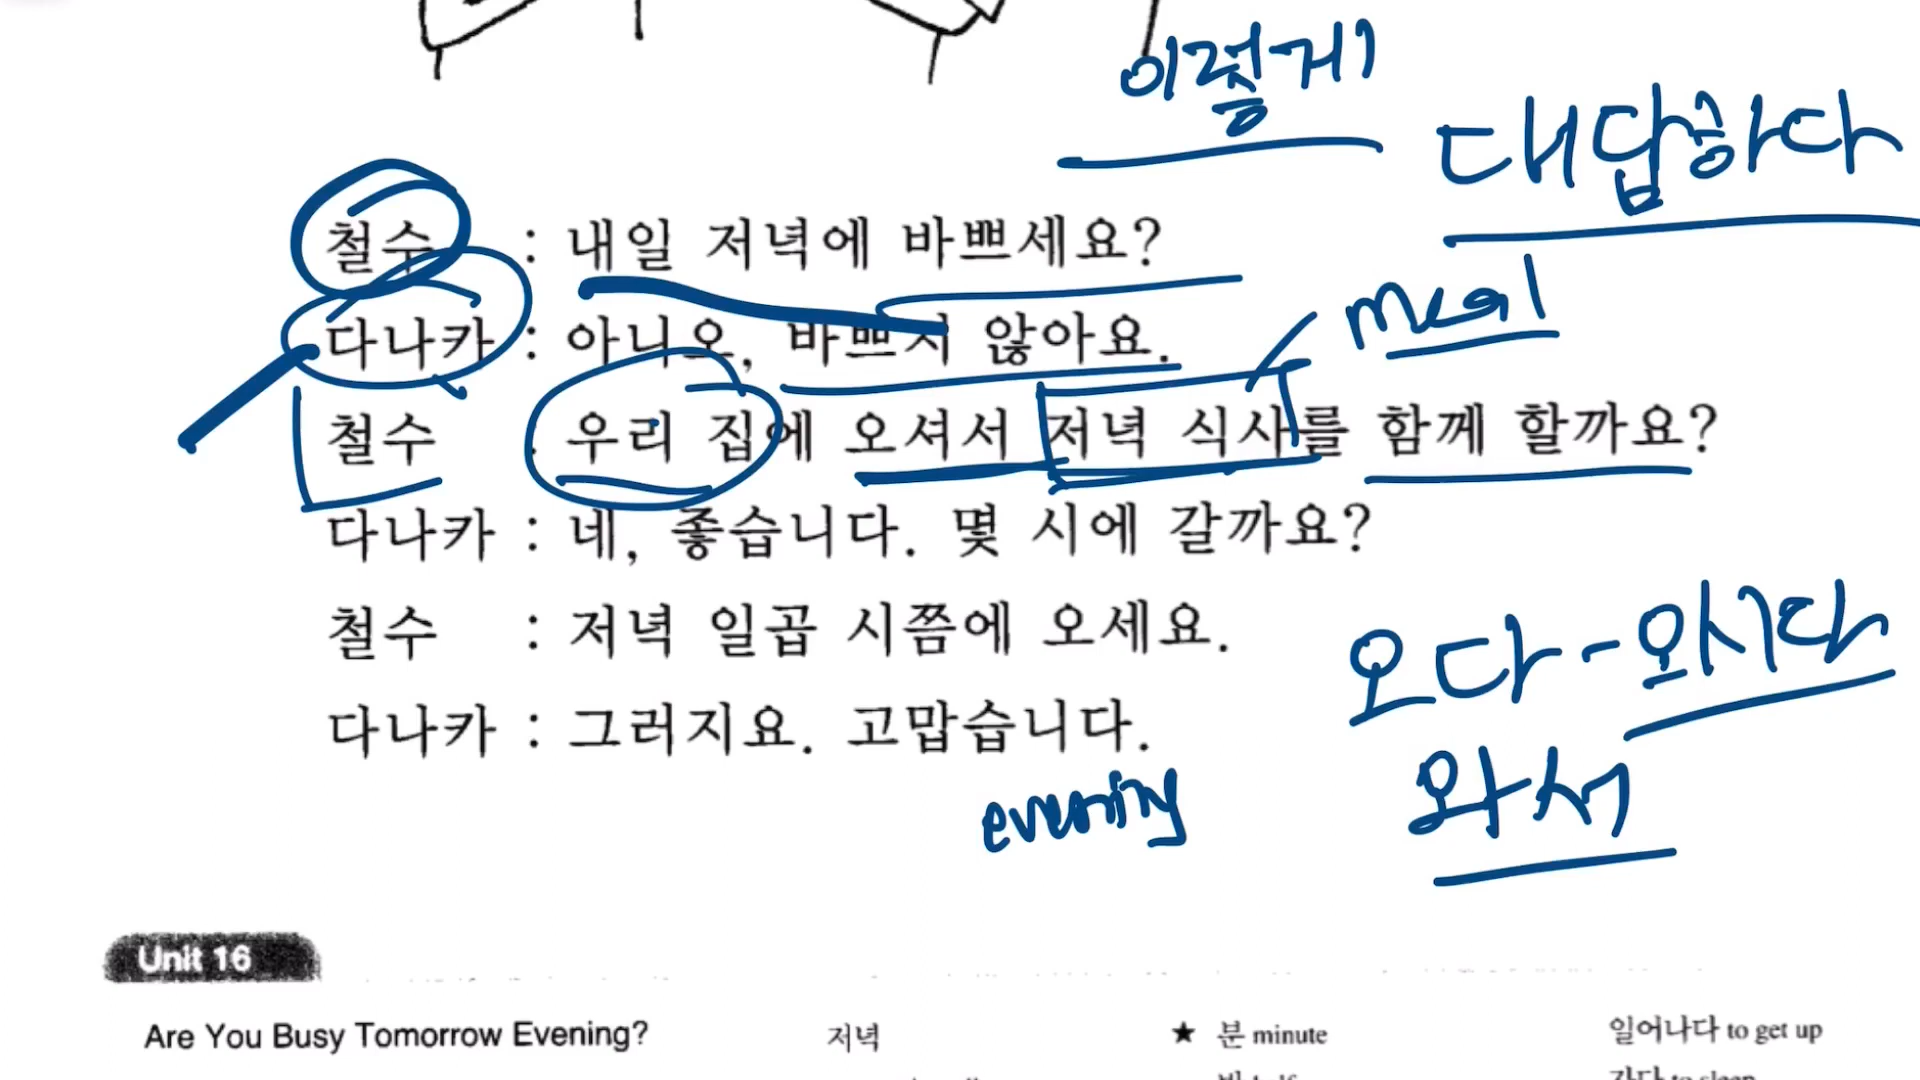 이렇게
대답하다
철수 : 내일 저녁에 바쁘세요?
다나카 : 아니오, 바쁘지 않아요.
meal
철수 : 우리 집에 오셔서 저녁 식사를 함께 할까요?
다나카 : 네, 좋습니다. 몇 시에 갈까요?
철수 : 저녁 일곱 시쯤에 오세요.
오다 - 오시다
다나카 : 그러지요. 고맙습니다.
와서
evening
Unit 16
Are You Busy Tomorrow Evening?
저녁
★ 분 minute
일어나다 to get up